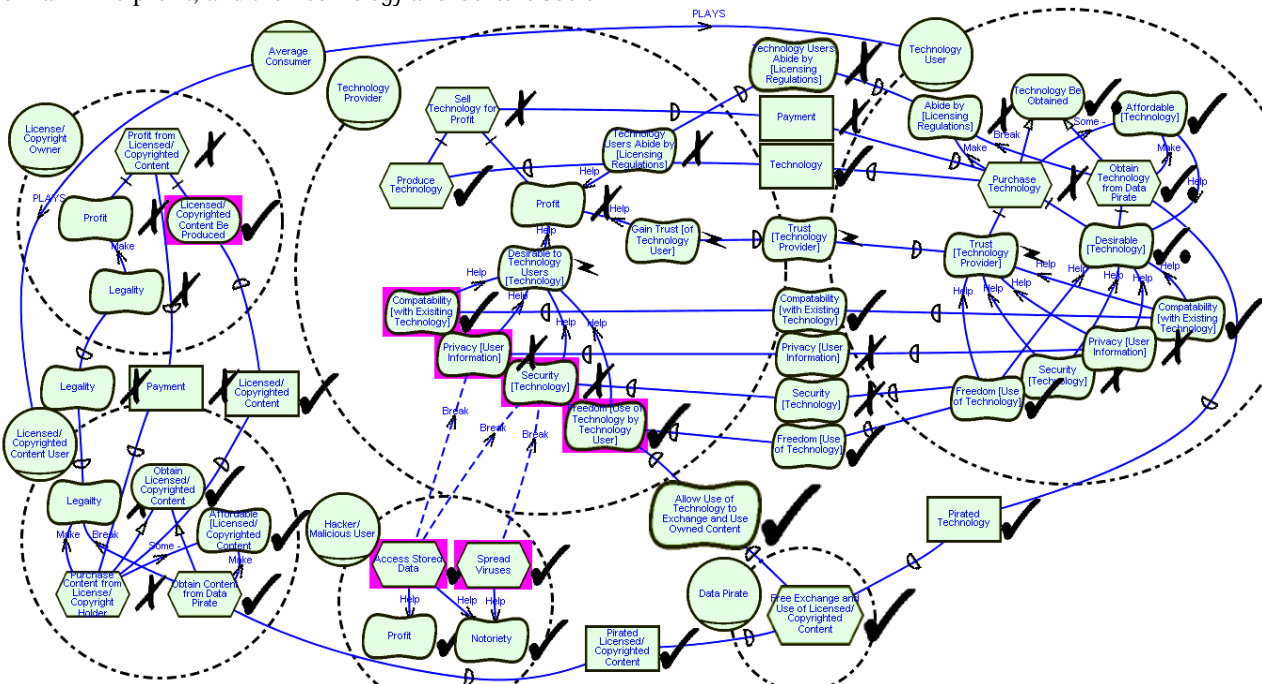 PLAYS
Average
Consumer
Technology
User
Technology
Provider
License/
Copyright
Owner
Profit from
Licensed/
Copyrighted
Content
PLAYS
Profit
Licensed/
Copyrighted
Content Be
Produced
Make
Legality
Legality
Payment
Licensed/
Copyrighted
Content
Licensed/
Copyrighted
Content User
Legailty
Obtain
Licensed/
Copyrighted
Content
Affordable
[Licensed/
Copyrighted
Content
Make
Break
Some -
Make
Purchase
Content from
License/
Copyright
Holder
Obtain Content
from Data
Pirate
Sell
Technology for
Profit
Produce
Technology
Technology
Users Abide by
[Licensing
Regulations]
Help
Profit
Help
Gain Trust [of
Technology
User]
Help
Desirable to
Technology
Users
[Technology]
Help
Help
Help
Help
Compatability
[with Exisiting
Technology]
Privacy [User
Information]
Security
[Technology]
Freedom [Use of
Technology by
Technology
User]
Break
Break
Break
Technology Users
Abide by
[Licensing
Regulations]
Payment
Technology
Trust
[Technology
Provider]
Compatability
[with Existing
Technology]
Privacy [User
Information]
Security
[Technology]
Freedom [Use
of Technology]
Abide by
[Licensing
Regulations]
Technology Be
Obtained
Affordable
[Technology]
Break
Some -
Make
Make
Help
Purchase
Technology
Obtain
Technology
from Data
Pirate
Trust
[Technology
Provider]
Desirable
[Technology]
Help
Help
Help
Help
Help
Help
Help
Compatability
[with Existing
Technology]
Privacy [User
Information]
Security
[Technology]
Freedom [Use
of Technology]
Allow Use of
Technology to
Exchange and Use
Owned Content
Pirated
Technology
Hacker/
Malicious User
Access Stored
Data
Spread
Viruses
Help
Help
Help
Profit
Notoriety
Data Pirate
Free Exchange and
Use of Licensed/
Copyrighted
Content
Pirated
Licensed/
Copyrighted
Content